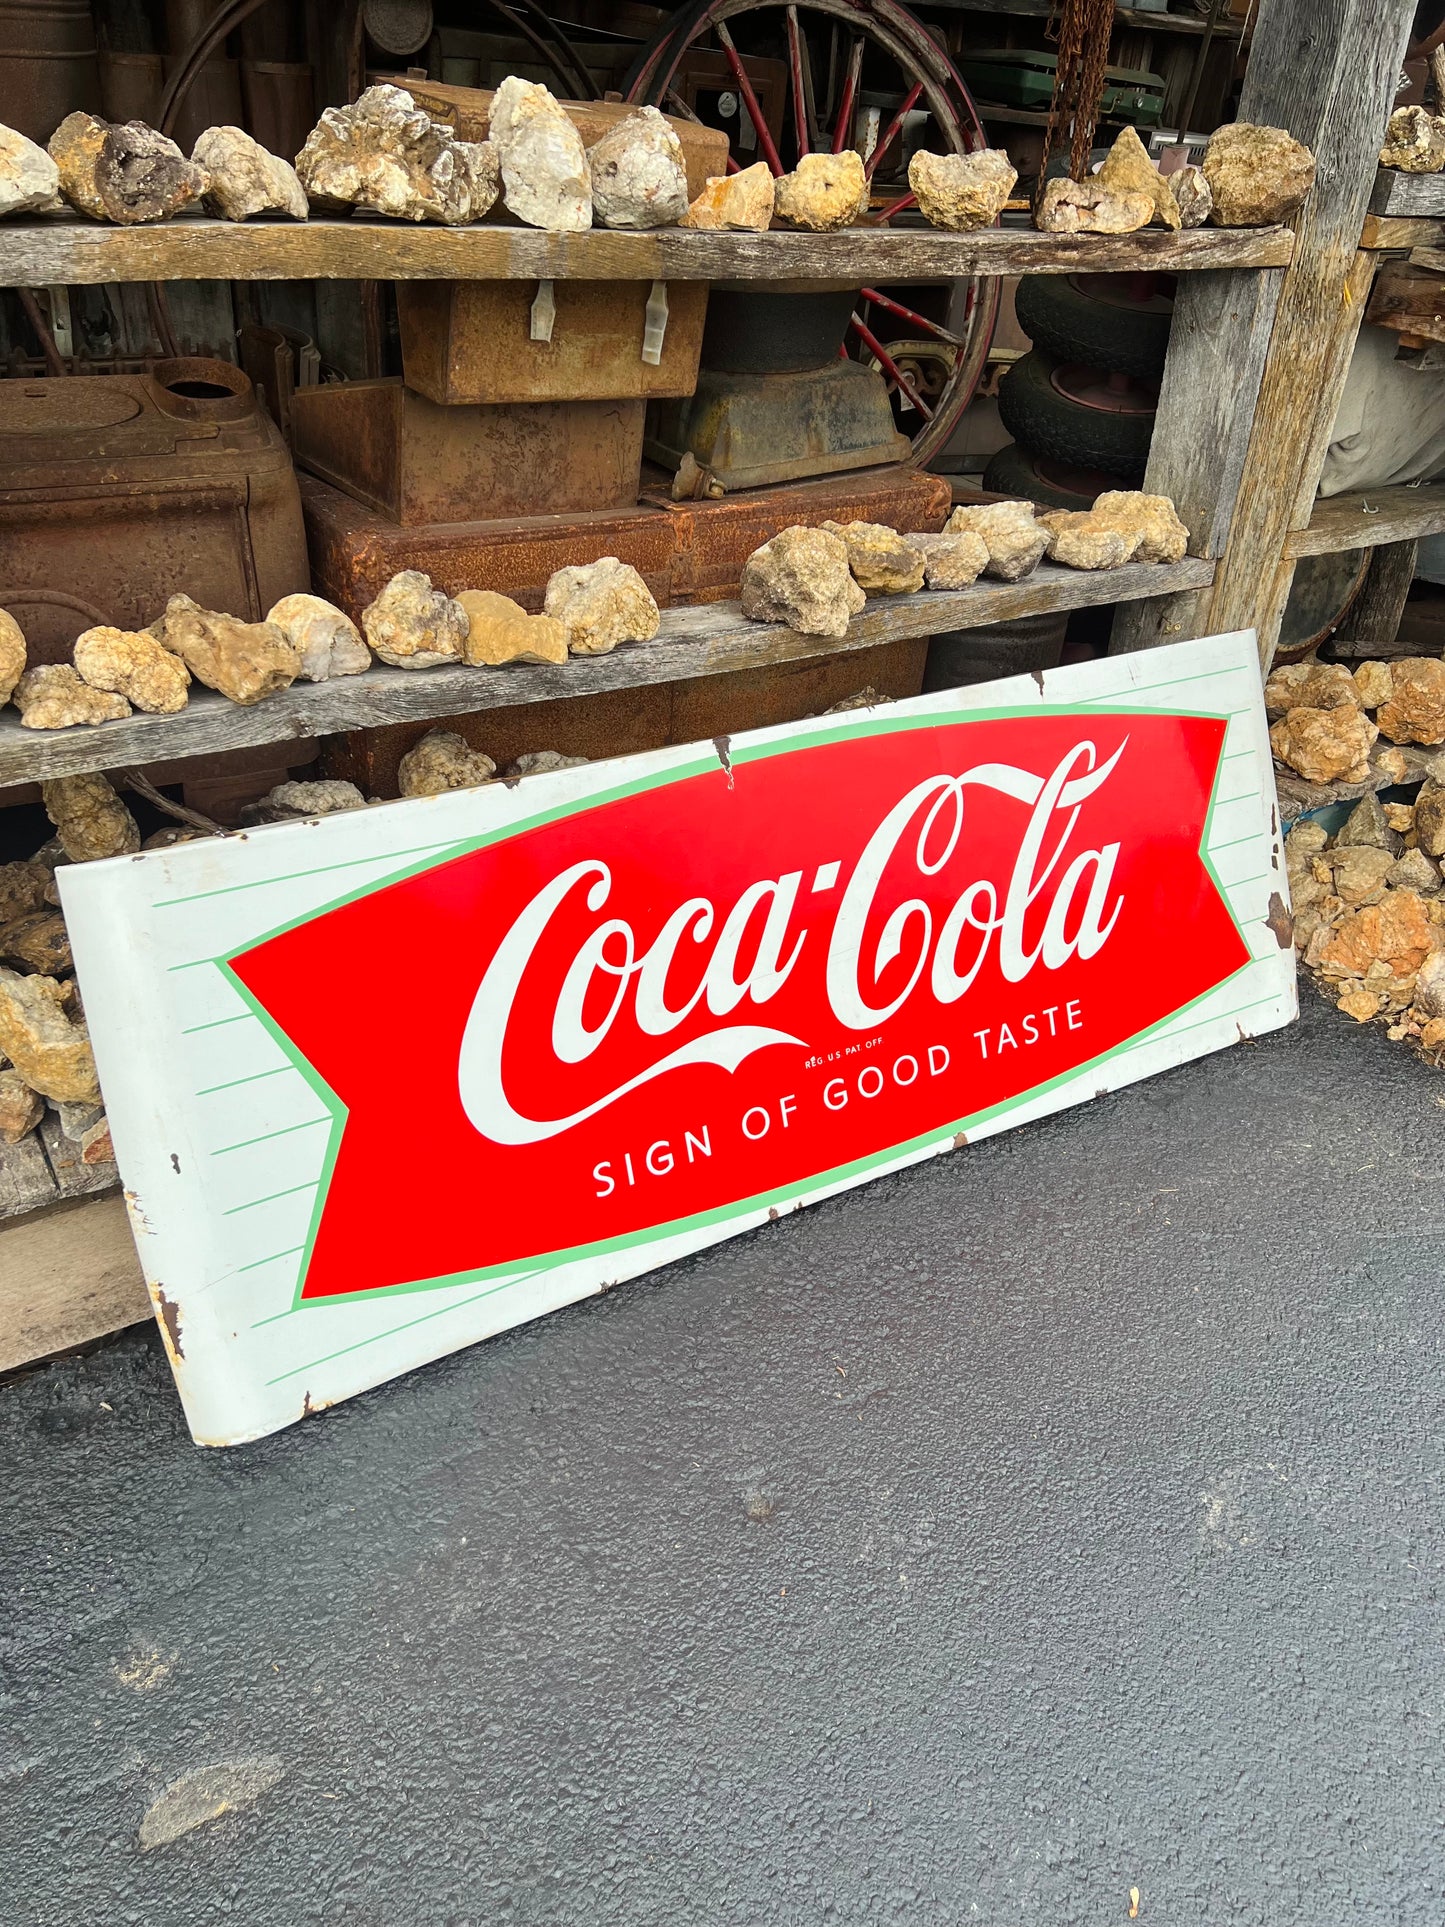 Coca-Cola
REG. U.S. PAT. OFF.
SIGN OF GOOD TASTE